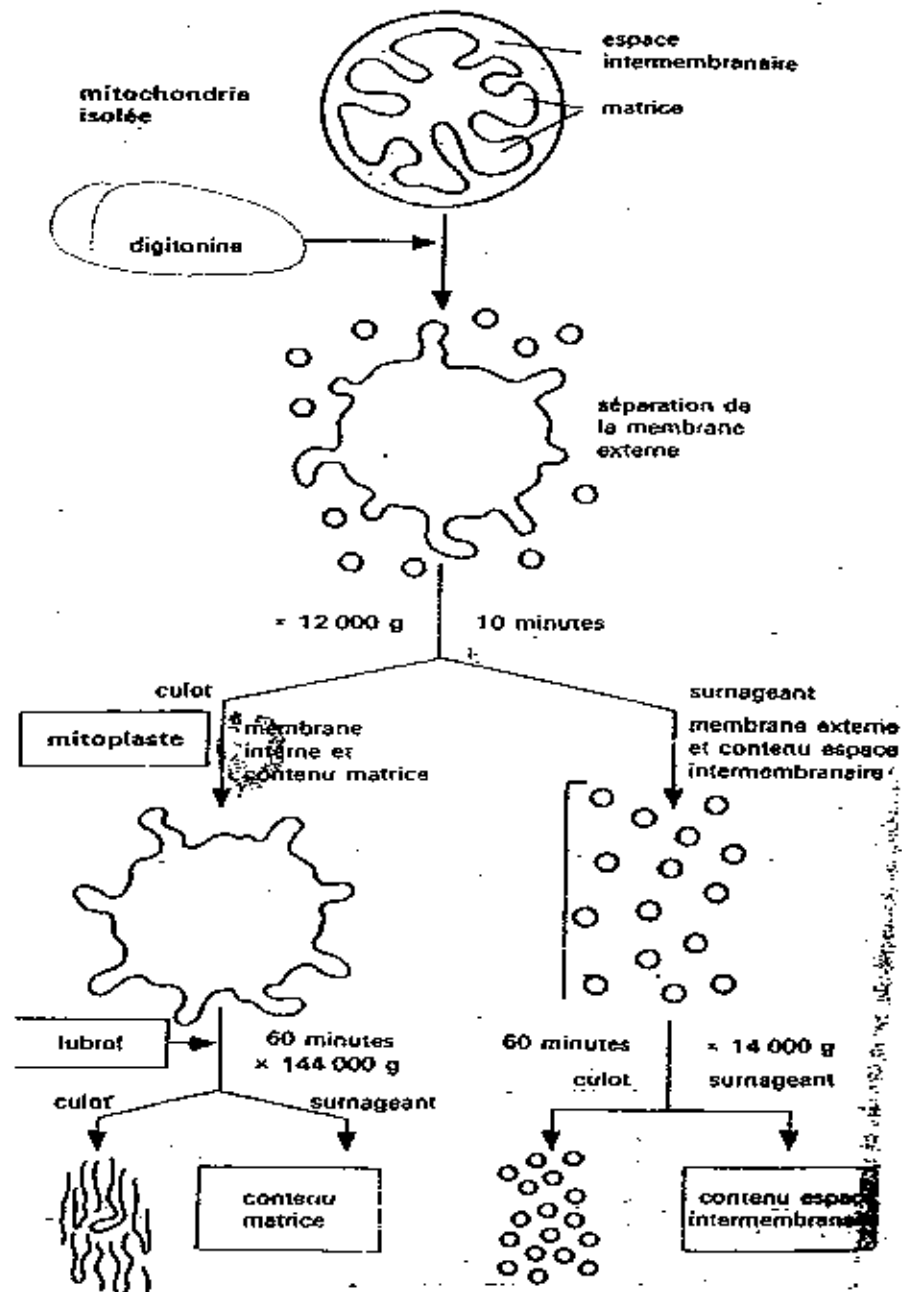 espace
intermembranaire
mitochondrie
isolée
matrice
digitonine
séparation de
la membrane
externe
× 12 000 g
10 minutes
culot
surnageant
mitoplaste
membrane
interne et
contenu matrice
membrane externe
et contenu espace
intermembranaire
lubrol
60 minutes
× 144 000 g
60 minutes
× 14 000 g
culot
surnageant
culot
surnageant
contenu
matrice
contenu espace
intermembranaire